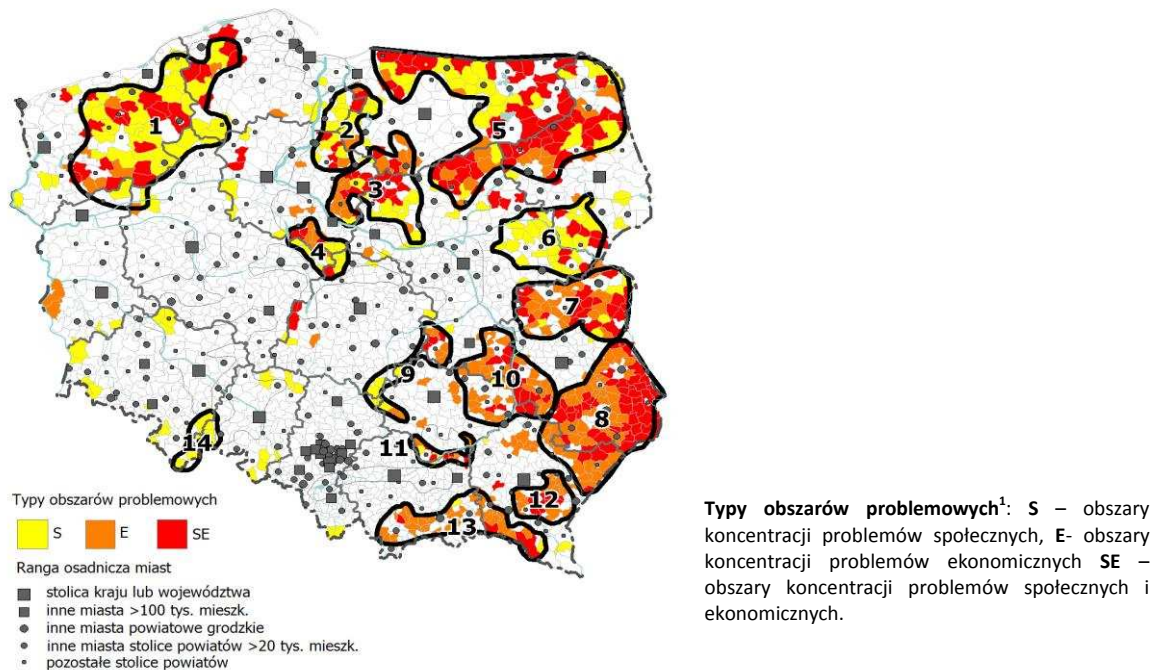 1
2
3
4
5
6
7
8
9
10
11
12
13
14
Typy obszarów problemowych
S E SE
Ranga osadnicza miast
stolica kraju lub województwa
inne miasta >100 tys. mieszk.
inne miasta powiatowe grodzkie
inne miasta stolice powiatów >20 tys. mieszk.
pozostałe stolice powiatów
Typy obszarów problemowych¹: S – obszary
koncentracji problemów społecznych, E- obszary
koncentracji problemów ekonomicznych SE –
obszary koncentracji problemów społecznych i
ekonomicznych.